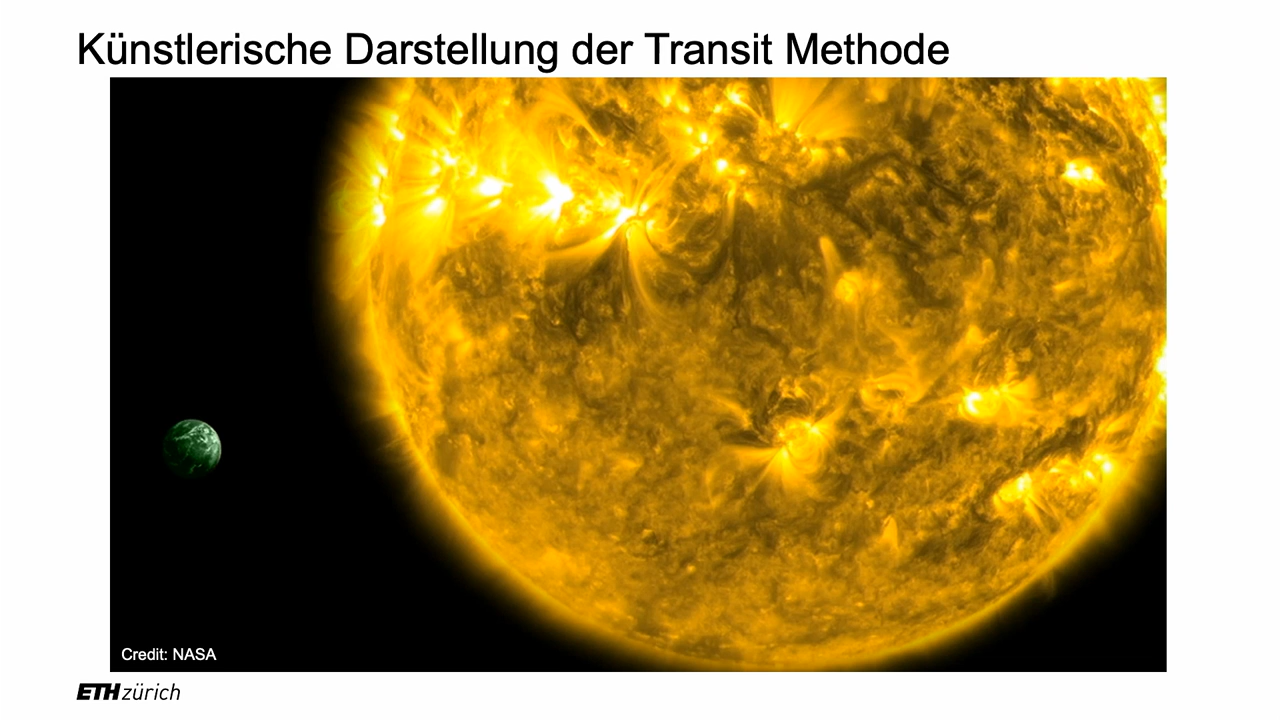 Künstlerische Darstellung der Transit Methode
Credit: NASA
ETH zürich